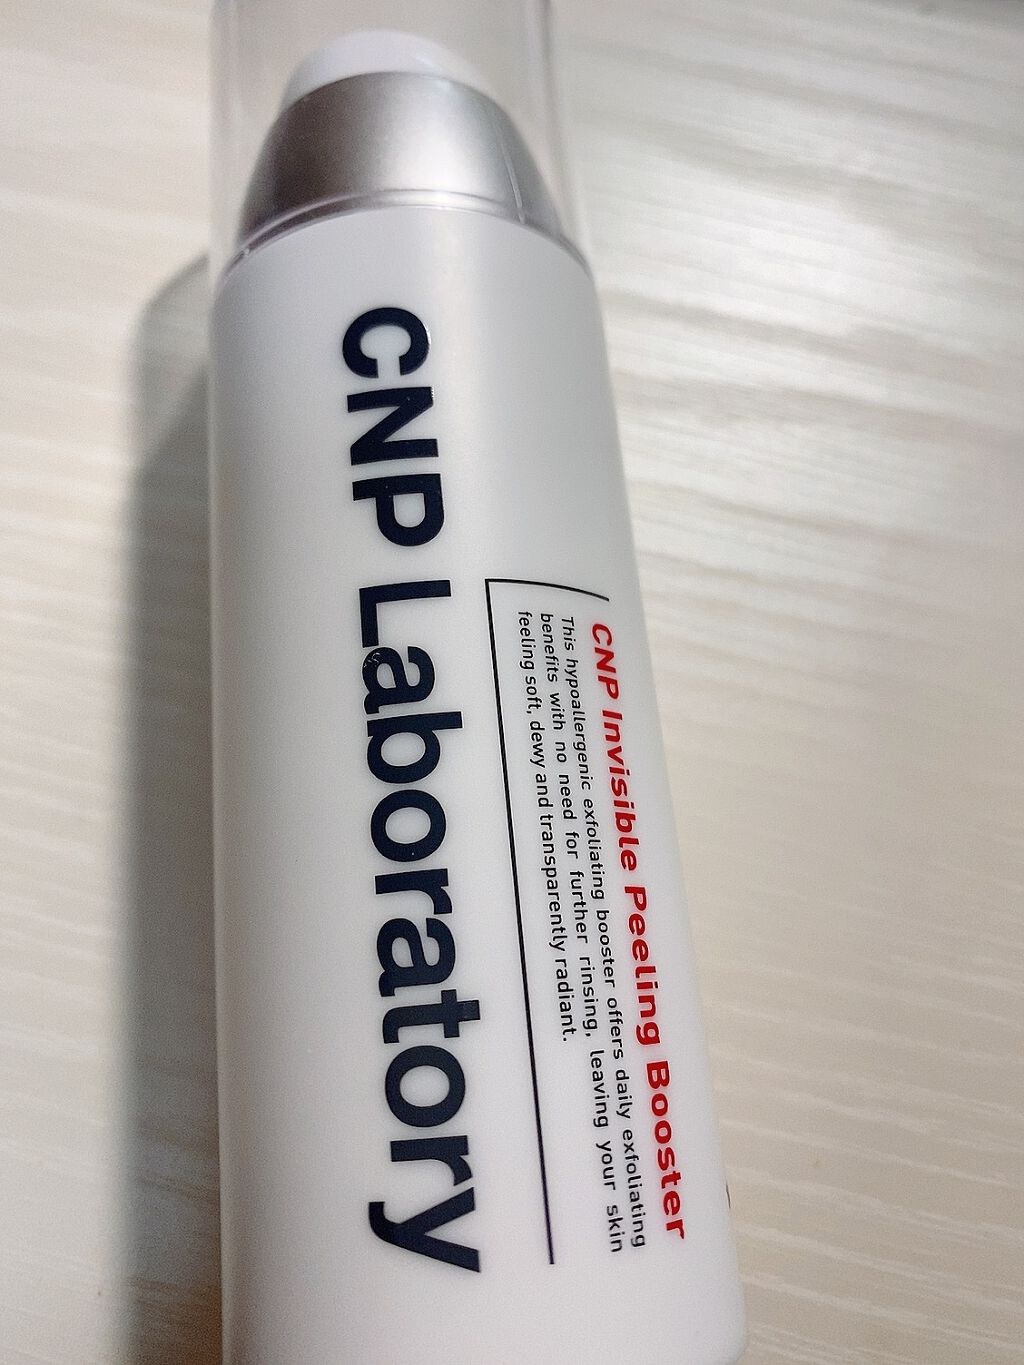 CNP Laboratory
CNP Invisible Peeling Booster
This hypoallergenic exfoliating booster offers daily exfoliating
benefits with no need for further rinsing, leaving your skin
feeling soft, dewy and transparently radiant.